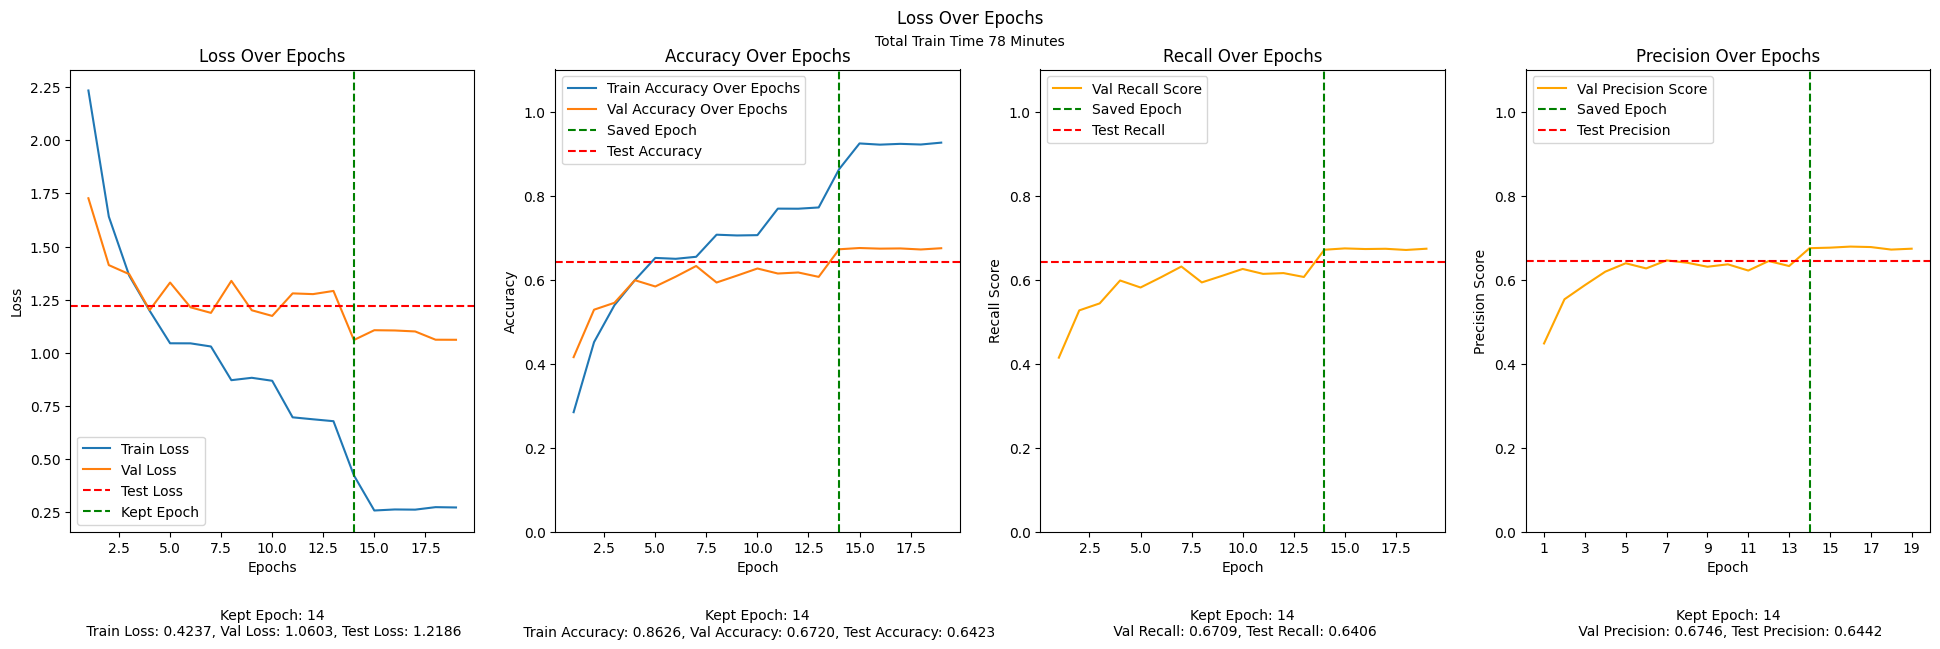 Loss Over Epochs
Total Train Time 78 Minutes
Loss Over Epochs
Loss
2.25
2.00
1.75
1.50
1.25
1.00
0.75
0.50
0.25
Train Loss
Val Loss
Test Loss
Kept Epoch
2.5 5.0 7.5 10.0 12.5 15.0 17.5
Epochs
Kept Epoch: 14
Train Loss: 0.4237, Val Loss: 1.0603, Test Loss: 1.2186
Accuracy Over Epochs
Accuracy
1.0
0.8
0.6
0.4
0.2
0.0
Train Accuracy Over Epochs
Val Accuracy Over Epochs
Saved Epoch
Test Accuracy
2.5 5.0 7.5 10.0 12.5 15.0 17.5
Epoch
Kept Epoch: 14
Train Accuracy: 0.8626, Val Accuracy: 0.6720, Test Accuracy: 0.6423
Recall Over Epochs
Recall Score
1.0
0.8
0.6
0.4
0.2
0.0
Val Recall Score
Saved Epoch
Test Recall
2.5 5.0 7.5 10.0 12.5 15.0 17.5
Epoch
Kept Epoch: 14
Val Recall: 0.6709, Test Recall: 0.6406
Precision Over Epochs
Precision Score
1.0
0.8
0.6
0.4
0.2
0.0
Val Precision Score
Saved Epoch
Test Precision
1 3 5 7 9 11 13 15 17 19
Epoch
Kept Epoch: 14
Val Precision: 0.6746, Test Precision: 0.6442